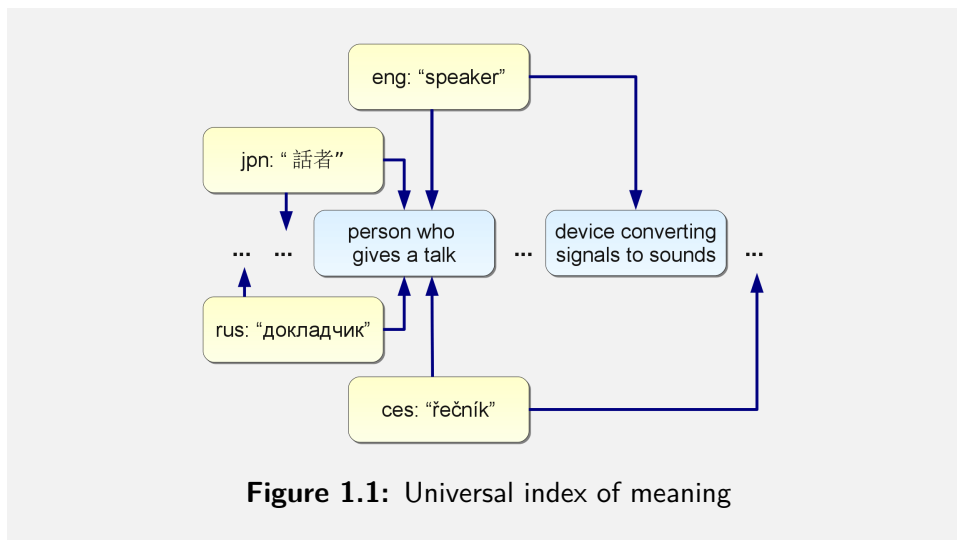 eng: “speaker”
jpn: “ 話者”
person who
gives a talk
device converting
signals to sounds
... ... ... ...
rus: “докладчик”
ces: “řečník”
Figure 1.1: Universal index of meaning